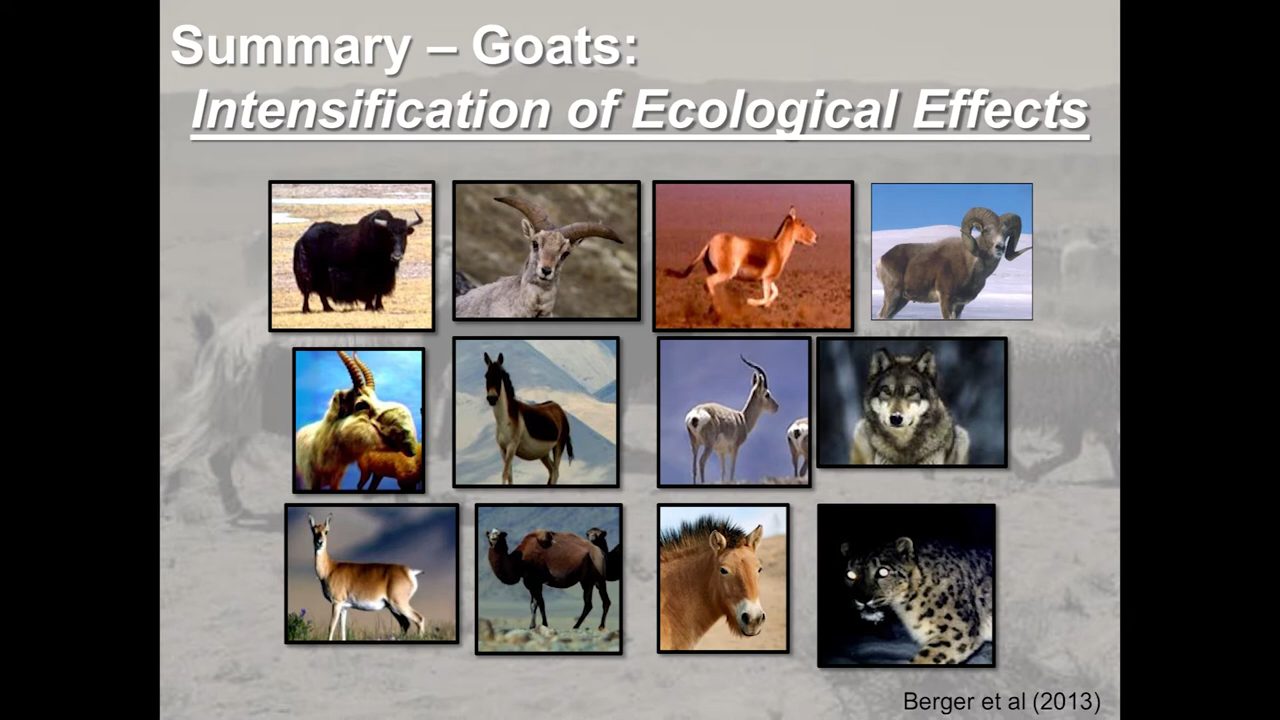 Summary – Goats:
Intensification of Ecological Effects
Berger et al (2013)